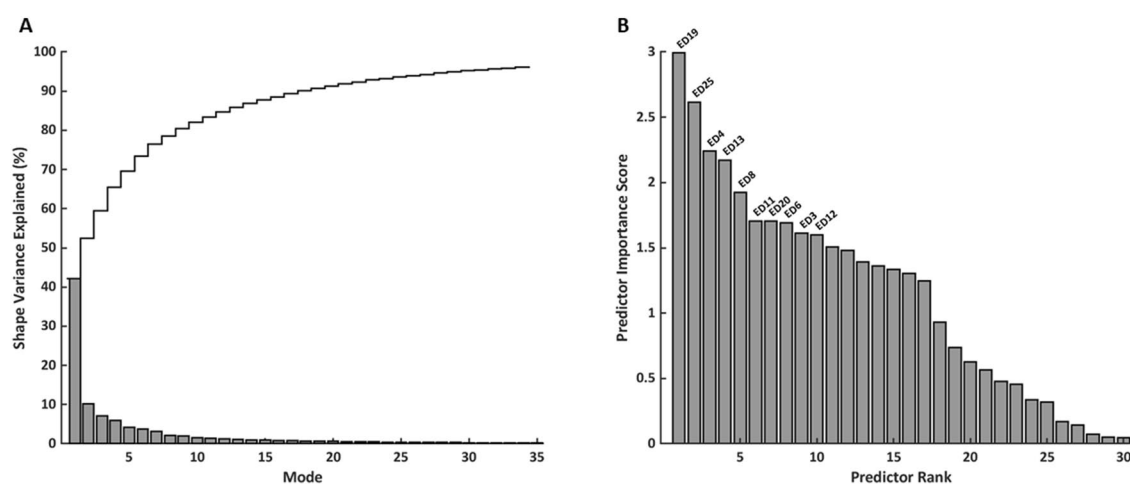 A
100
90
80
70
60
50
40
30
20
10
0
Shape Variance Explained (%)
5 10 15 20 25 30 35
Mode
B
3
2.5
2
1.5
1
0.5
0
Predictor Importance Score
ED19
ED25
ED4
ED13
ED8
ED11
ED20
ED6
ED3
ED12
5 10 15 20 25 30
Predictor Rank